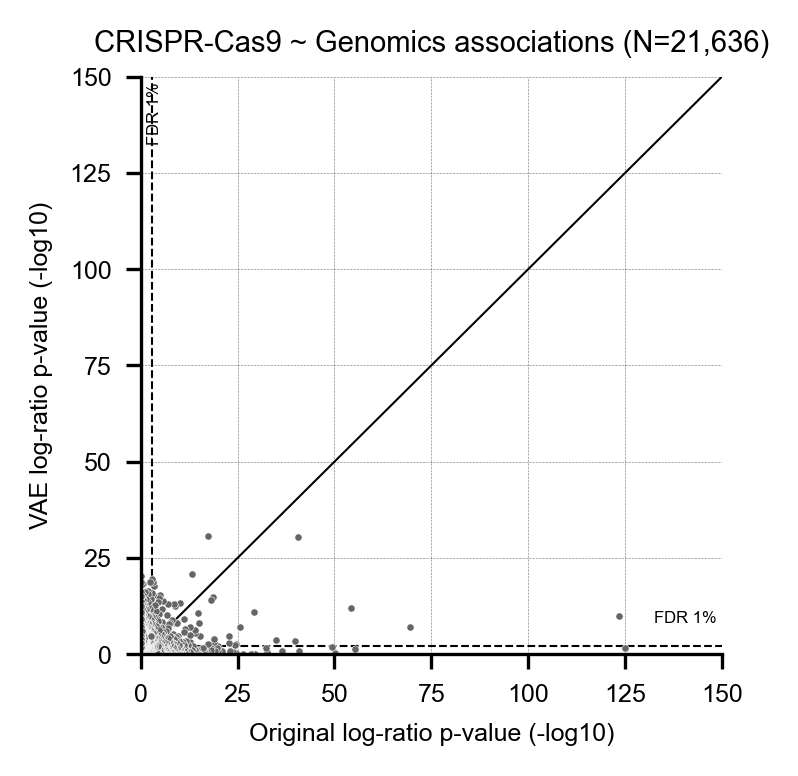 CRISPR-Cas9 ~ Genomics associations (N=21,636)
150
125
100
75
50
25
0
VAE log-ratio p-value (-log10)
FDR 1%
FDR 1%
0 25 50 75 100 125 150
Original log-ratio p-value (-log10)